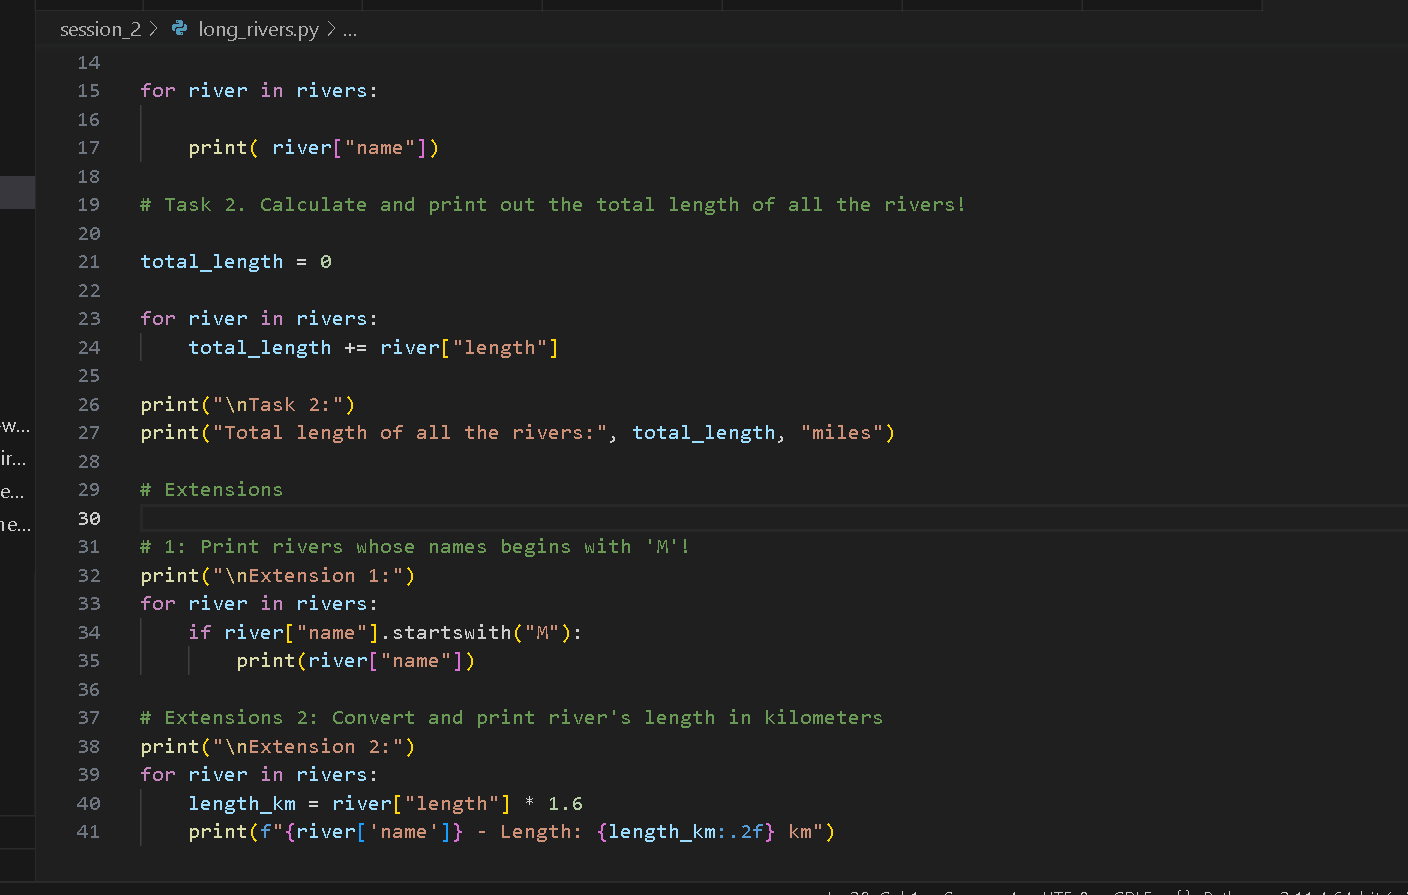 session_2 > long_rivers.py > ...
14
15 for river in rivers:
16
17     print( river["name"])
18
19 # Task 2. Calculate and print out the total length of all the rivers!
20
21 total_length = 0
22
23 for river in rivers:
24     total_length += river["length"]
25
26 print("\nTask 2:")
27 print("Total length of all the rivers:", total_length, "miles")
28
29 # Extensions
30
31 # 1: Print rivers whose names begins with 'M'!
32 print("\nExtension 1:")
33 for river in rivers:
34     if river["name"].startswith("M"):
35         print(river["name"])
36
37 # Extensions 2: Convert and print river's length in kilometers
38 print("\nExtension 2:")
39 for river in rivers:
40     length_km = river["length"] * 1.6
41     print(f"{river['name']} - Length: {length_km:.2f} km")
-w...
ir...
e...
ne...